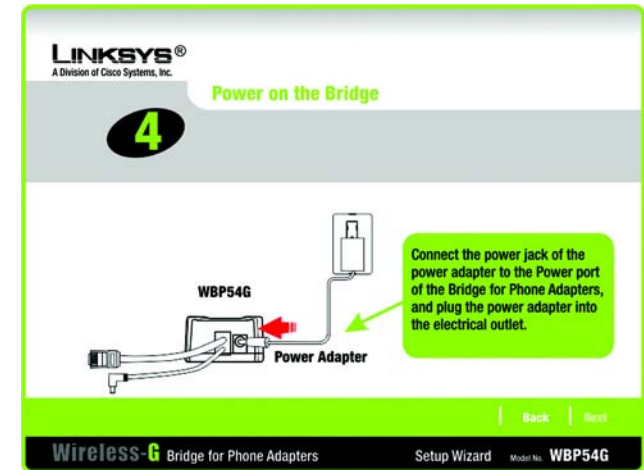 LINKSYS®
A Division of Cisco Systems, Inc.
Power on the Bridge
4
Connect the power jack of the
power adapter to the Power port
of the Bridge for Phone Adapters,
and plug the power adapter into
the electrical outlet.
WBP54G
Power Adapter
Back
Next
Wireless-G Bridge for Phone Adapters
Setup Wizard
Model No. WBP54G